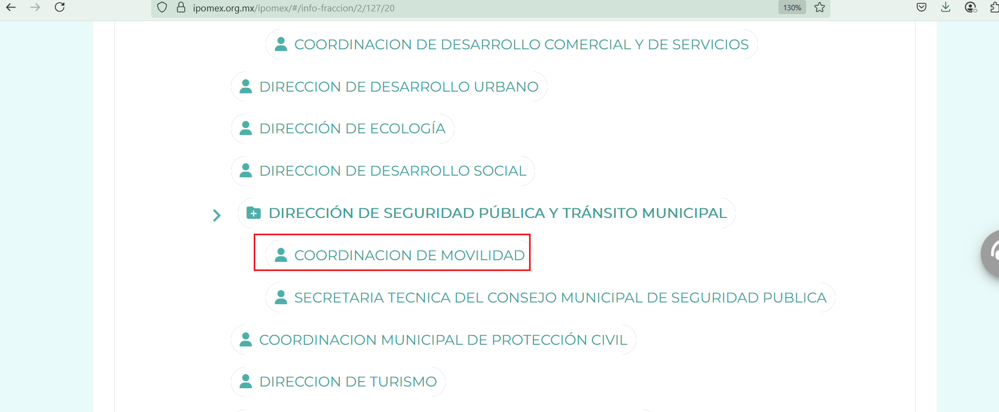 ipomex.org.mx/ipomex/#/info-fraccion/2/127/20
130%
COORDINACION DE DESARROLLO COMERCIAL Y DE SERVICIOS
DIRECCION DE DESARROLLO URBANO
DIRECCIÓN DE ECOLOGÍA
DIRECCION DE DESARROLLO SOCIAL
DIRECCIÓN DE SEGURIDAD PÚBLICA Y TRÁNSITO MUNICIPAL
COORDINACION DE MOVILIDAD
SECRETARIA TECNICA DEL CONSEJO MUNICIPAL DE SEGURIDAD PUBLICA
COORDINACION MUNICIPAL DE PROTECCIÓN CIVIL
DIRECCION DE TURISMO